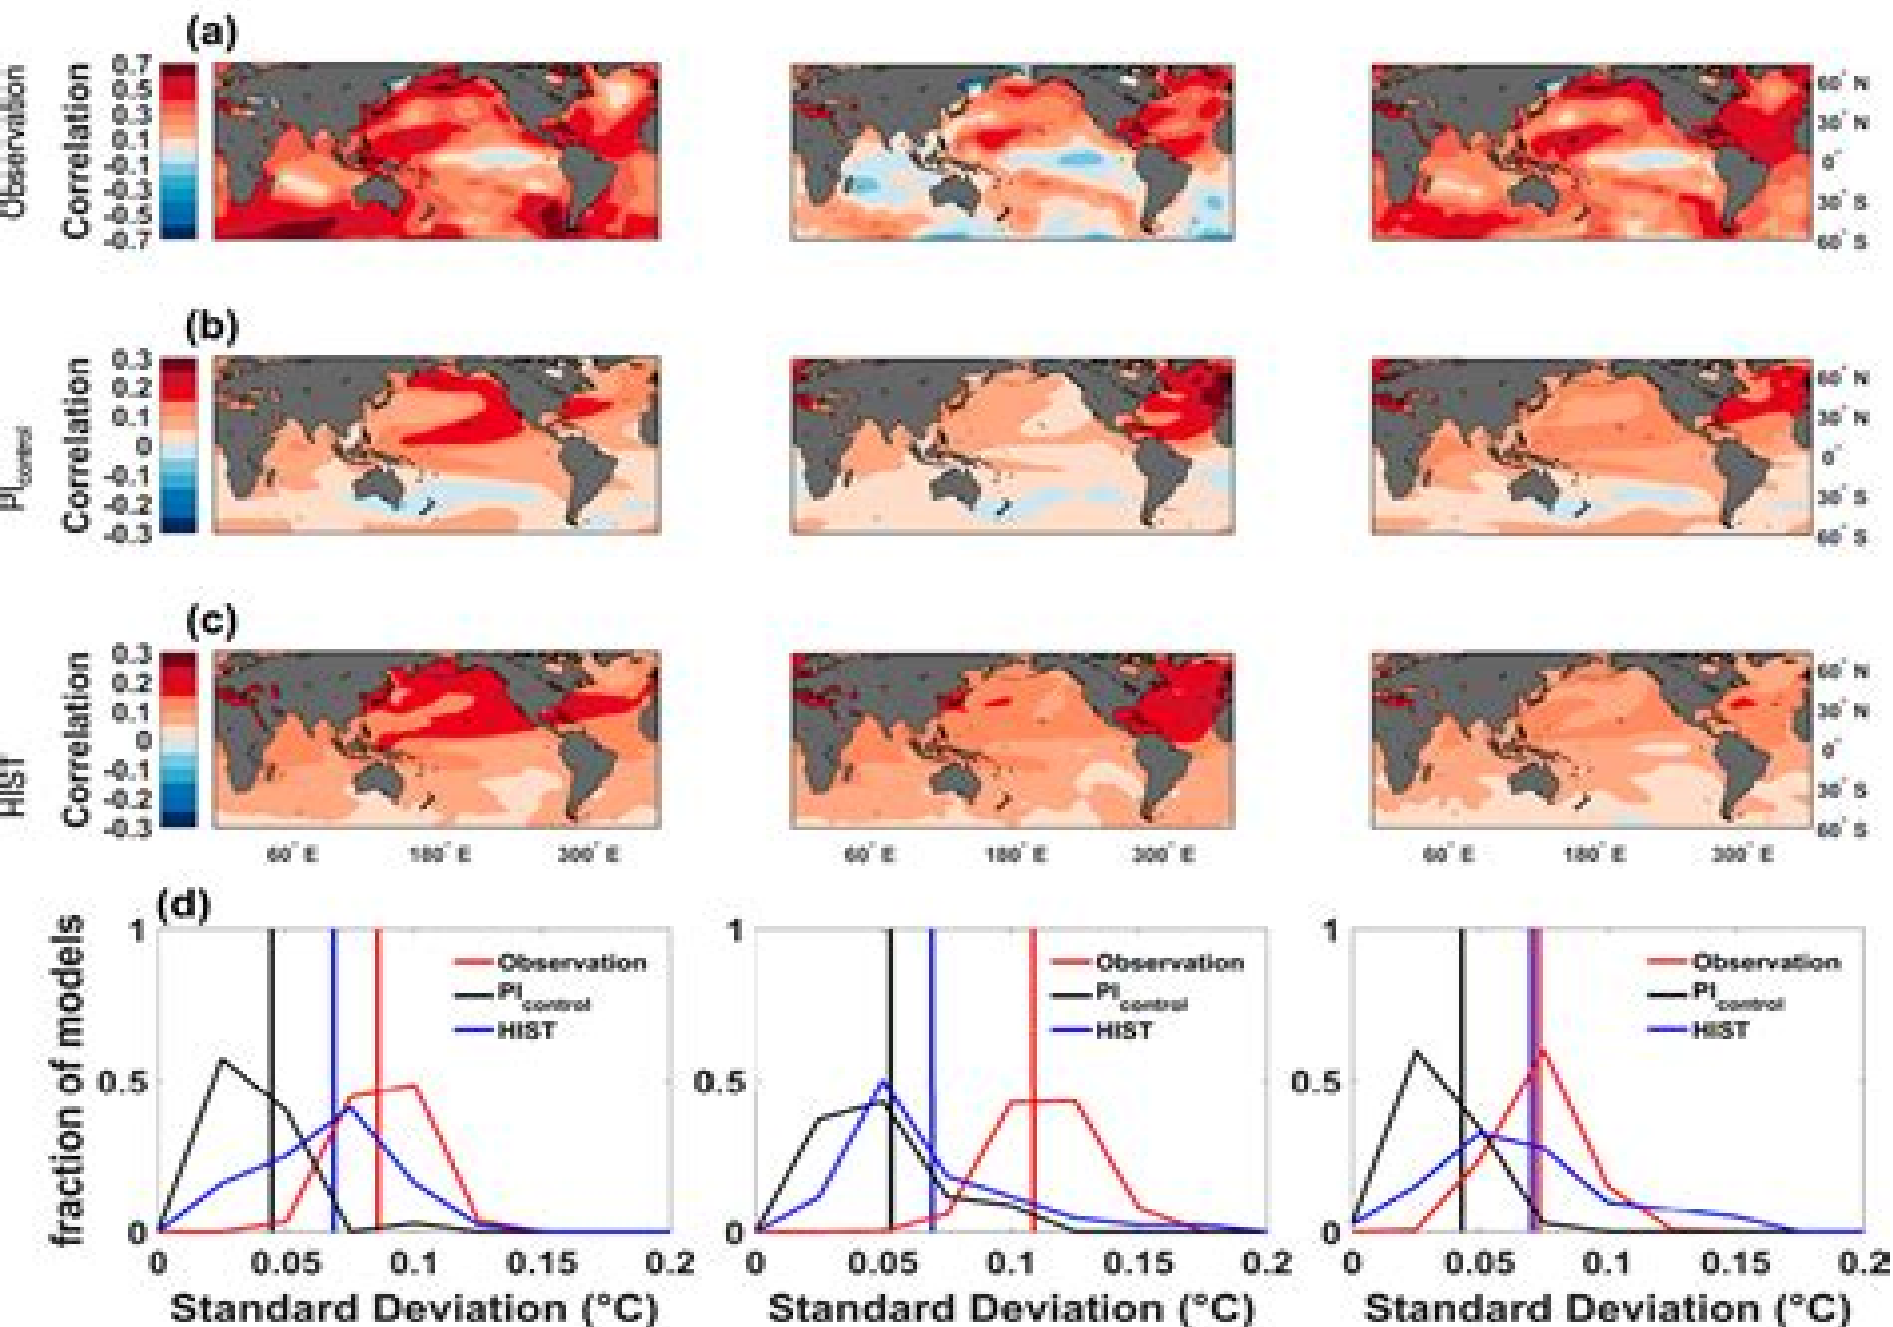 (a)
Observation
Correlation
0.7
0.5
0.3
0.1
-0.1
-0.3
-0.5
-0.7
60° N
30° N
0°
30° S
60° S
(b)
PIcontrol
Correlation
0.3
0.2
0.1
0
-0.1
-0.2
-0.3
60° N
30° N
0°
30° S
60° S
(c)
HIST
Correlation
0.3
0.2
0.1
0
-0.1
-0.2
-0.3
60° N
30° N
0°
30° S
60° S
60° E 180° E 300° E
60° E 180° E 300° E
60° E 180° E 300° E
(d)
fraction of models
1
0.5
0
Observation
PIcontrol
HIST
0 0.05 0.1 0.15 0.2
Standard Deviation (°C)
1
0.5
0
Observation
PIcontrol
HIST
0 0.05 0.1 0.15 0.2
Standard Deviation (°C)
1
0.5
0
Observation
PIcontrol
HIST
0 0.05 0.1 0.15 0.2
Standard Deviation (°C)